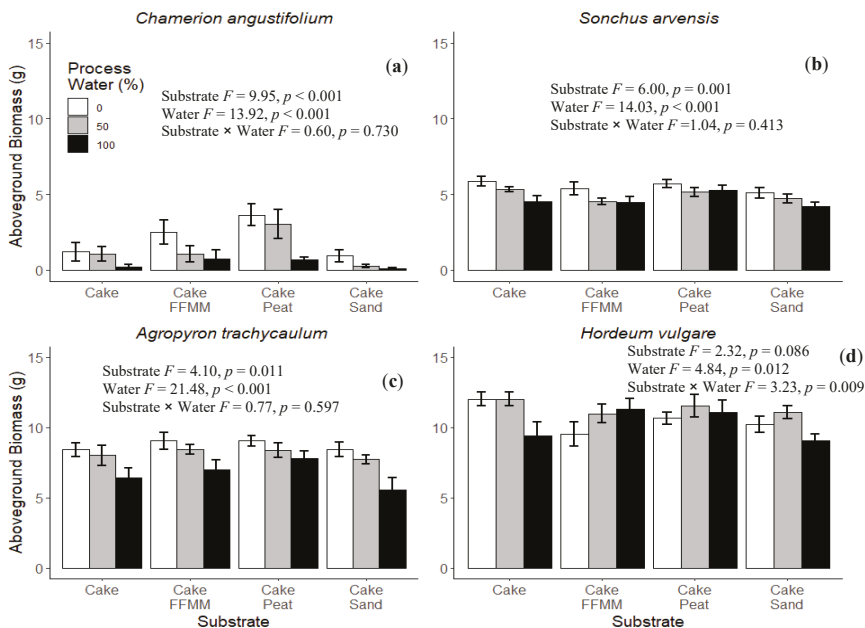 Chamerion angustifolium
Sonchus arvensis
Aboveground Biomass (g)
15
10
5
0
Process
Water (%)
0
50
100
(a)
Substrate F = 9.95, p < 0.001
Water F = 13.92, p < 0.001
Substrate × Water F = 0.60, p = 0.730
Cake
Cake
FFMM
Cake
Peat
Cake
Sand
15
10
5
0
(b)
Substrate F = 6.00, p = 0.001
Water F = 14.03, p < 0.001
Substrate × Water F =1.04, p = 0.413
Cake
Cake
FFMM
Cake
Peat
Cake
Sand
Agropyron trachycaulum
Hordeum vulgare
Aboveground Biomass (g)
15
10
5
0
Substrate F = 4.10, p = 0.011
Water F = 21.48, p < 0.001
Substrate × Water F = 0.77, p = 0.597
(c)
Cake
Cake
FFMM
Cake
Peat
Cake
Sand
Substrate
15
10
5
0
Substrate F = 2.32, p = 0.086
Water F = 4.84, p = 0.012
Substrate × Water F = 3.23, p = 0.009
(d)
Cake
Cake
FFMM
Cake
Peat
Cake
Sand
Substrate